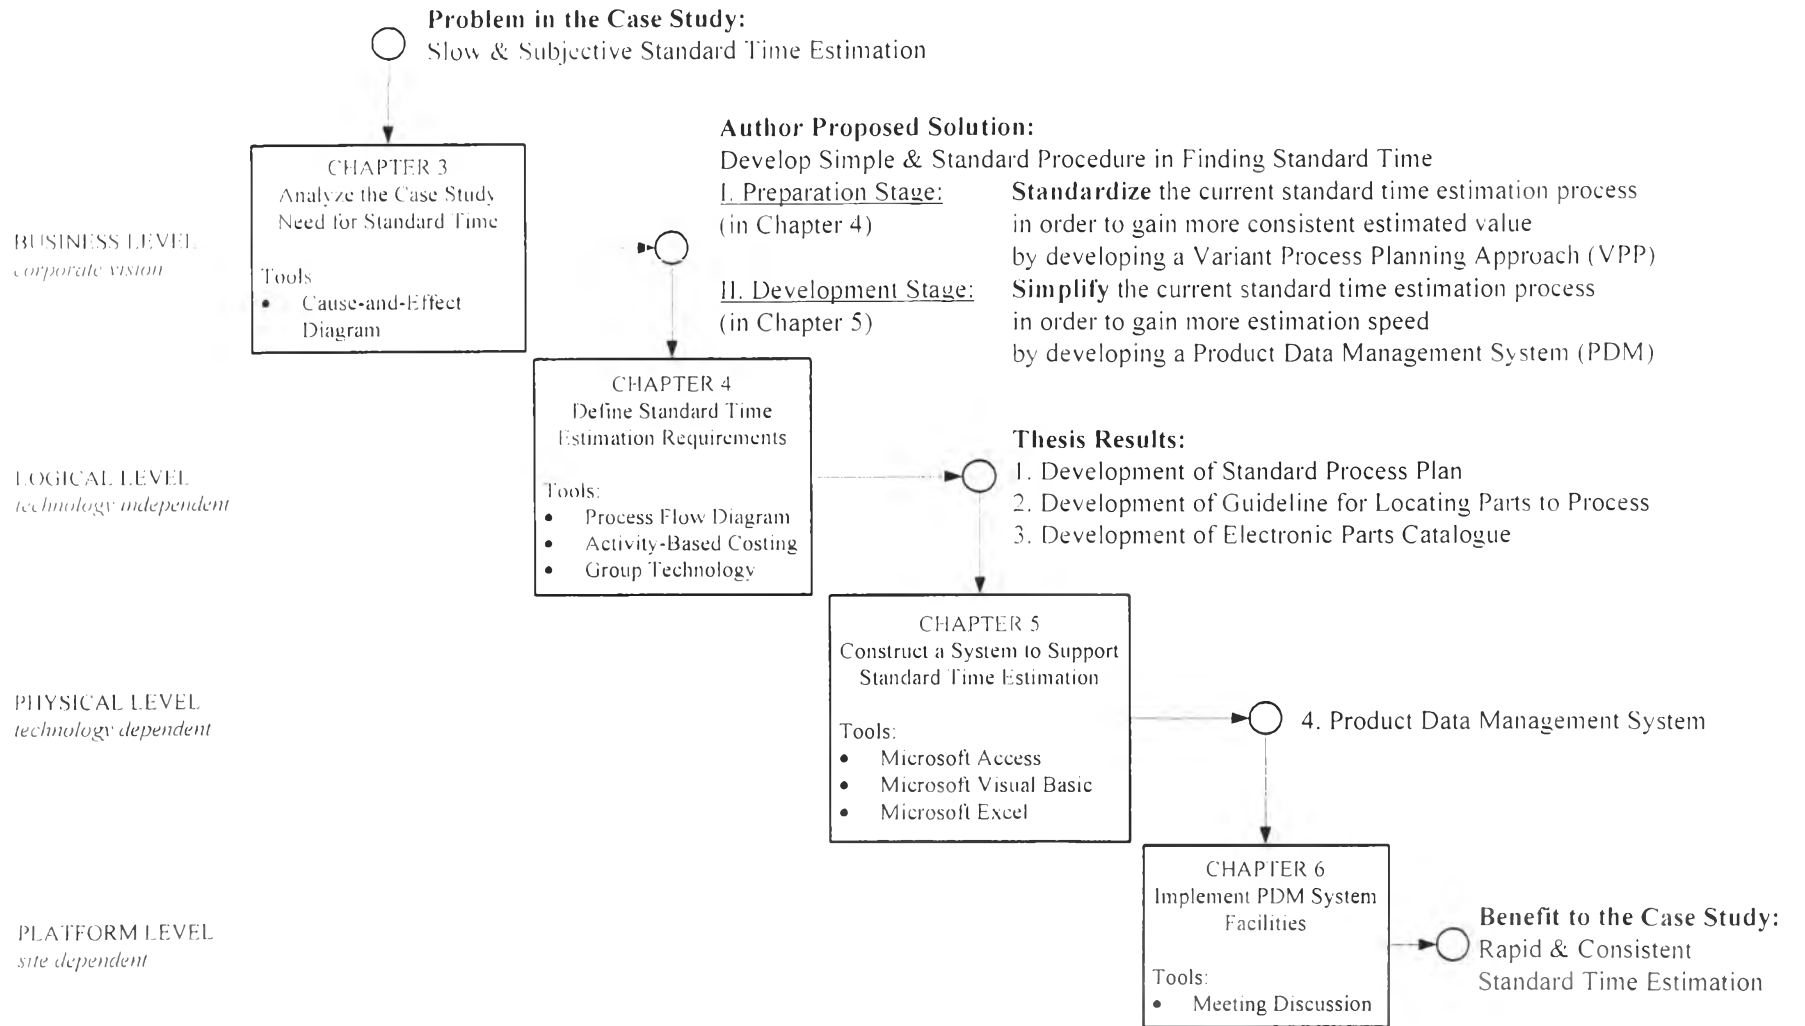 Problem in the Case Study:
Slow & Subjective Standard Time Estimation
Author Proposed Solution:
Develop Simple & Standard Procedure in Finding Standard Time
I. Preparation Stage:
(in Chapter 4)
Standardize the current standard time estimation process
in order to gain more consistent estimated value
by developing a Variant Process Planning Approach (VPP)
II. Development Stage:
(in Chapter 5)
Simplify the current standard time estimation process
in order to gain more estimation speed
by developing a Product Data Management System (PDM)
BUSINESS LEVEL
corporate vision
CHAPTER 3
Analyze the Case Study
Need for Standard Time
Tools
• Cause-and-Effect
Diagram
LOGICAL LEVEL
technology independent
CHAPTER 4
Define Standard Time
Estimation Requirements
Tools:
• Process Flow Diagram
• Activity-Based Costing
• Group Technology
Thesis Results:
1. Development of Standard Process Plan
2. Development of Guideline for Locating Parts to Process
3. Development of Electronic Parts Catalogue
PHYSICAL LEVEL
technology dependent
CHAPTER 5
Construct a System to Support
Standard Time Estimation
Tools:
• Microsoft Access
• Microsoft Visual Basic
• Microsoft Excel
4. Product Data Management System
PLATFORM LEVEL
site dependent
CHAPTER 6
Implement PDM System
Facilities
Tools:
• Meeting Discussion
Benefit to the Case Study:
Rapid & Consistent
Standard Time Estimation